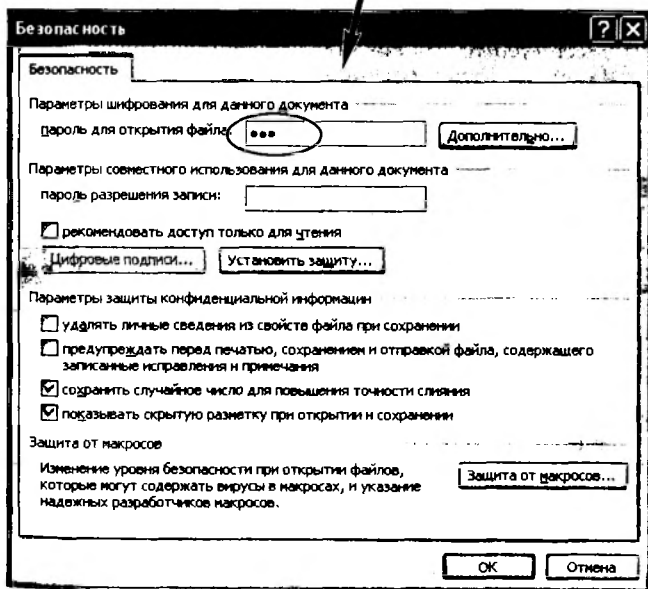 Безопасность
Безопасность
Параметры шифрования для данного документа
пароль для открытия файла: •••
Дополнительно...
Параметры совместного использования для данного документа
пароль разрешения записи:
рекомендовать доступ только для чтения
Цифровые подписи... Установить защиту...
Параметры защиты конфиденциальной информации
удалять личные сведения из свойств файла при сохранении
предупреждать перед печатью, сохранением и отправкой файла, содержащего
записанные исправления и примечания
сохранить случайное число для повышения точности слияния
показывать скрытую разметку при открытии и сохранении
Защита от макросов
Изменение уровня безопасности при открытии файлов,
которые могут содержать вирусы в макросах, и указание
надежных разработчиков макросов.
Защита от макросов...
ОК Отмена